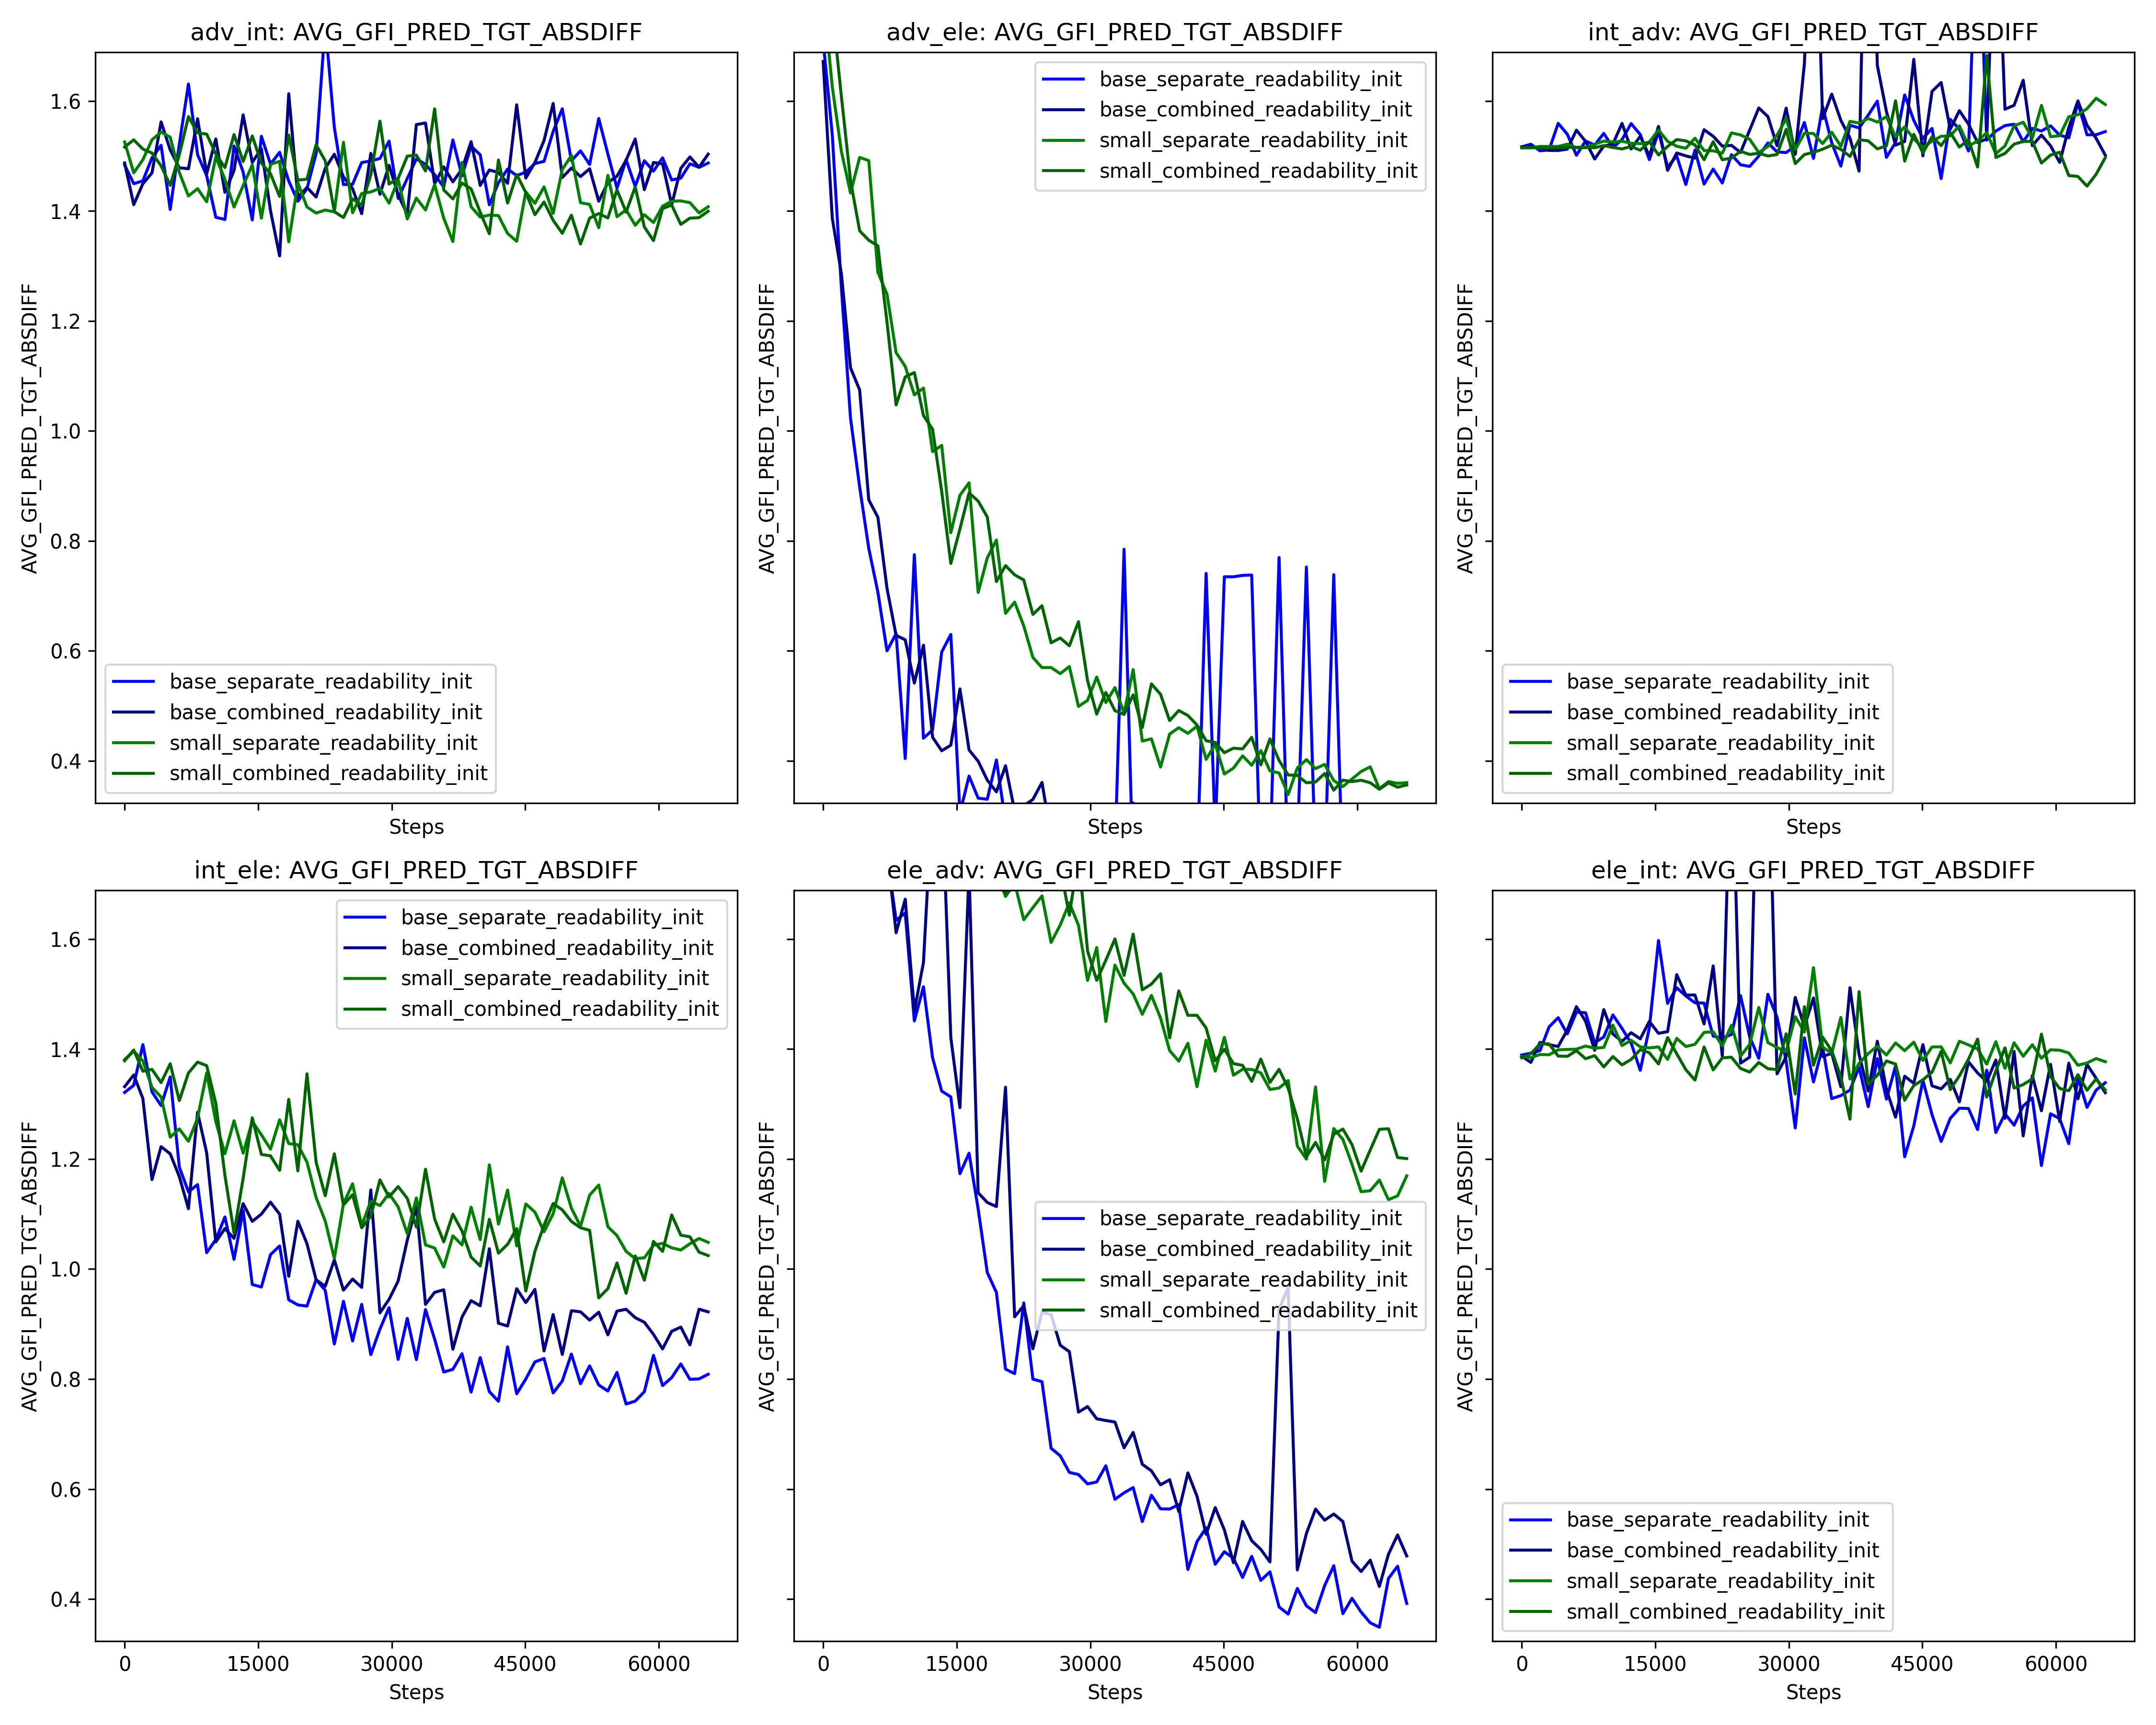 adv_int: AVG_GFI_PRED_TGT_ABSDIFF
AVG_GFI_PRED_TGT_ABSDIFF
1.6
1.4
1.2
1.0
0.8
0.6
0.4
base_separate_readability_init
base_combined_readability_init
small_separate_readability_init
small_combined_readability_init
Steps
adv_ele: AVG_GFI_PRED_TGT_ABSDIFF
AVG_GFI_PRED_TGT_ABSDIFF
base_separate_readability_init
base_combined_readability_init
small_separate_readability_init
small_combined_readability_init
Steps
int_adv: AVG_GFI_PRED_TGT_ABSDIFF
AVG_GFI_PRED_TGT_ABSDIFF
base_separate_readability_init
base_combined_readability_init
small_separate_readability_init
small_combined_readability_init
Steps
int_ele: AVG_GFI_PRED_TGT_ABSDIFF
AVG_GFI_PRED_TGT_ABSDIFF
1.6
1.4
1.2
1.0
0.8
0.6
0.4
base_separate_readability_init
base_combined_readability_init
small_separate_readability_init
small_combined_readability_init
0 15000 30000 45000 60000
Steps
ele_adv: AVG_GFI_PRED_TGT_ABSDIFF
AVG_GFI_PRED_TGT_ABSDIFF
base_separate_readability_init
base_combined_readability_init
small_separate_readability_init
small_combined_readability_init
0 15000 30000 45000 60000
Steps
ele_int: AVG_GFI_PRED_TGT_ABSDIFF
AVG_GFI_PRED_TGT_ABSDIFF
base_separate_readability_init
base_combined_readability_init
small_separate_readability_init
small_combined_readability_init
0 15000 30000 45000 60000
Steps